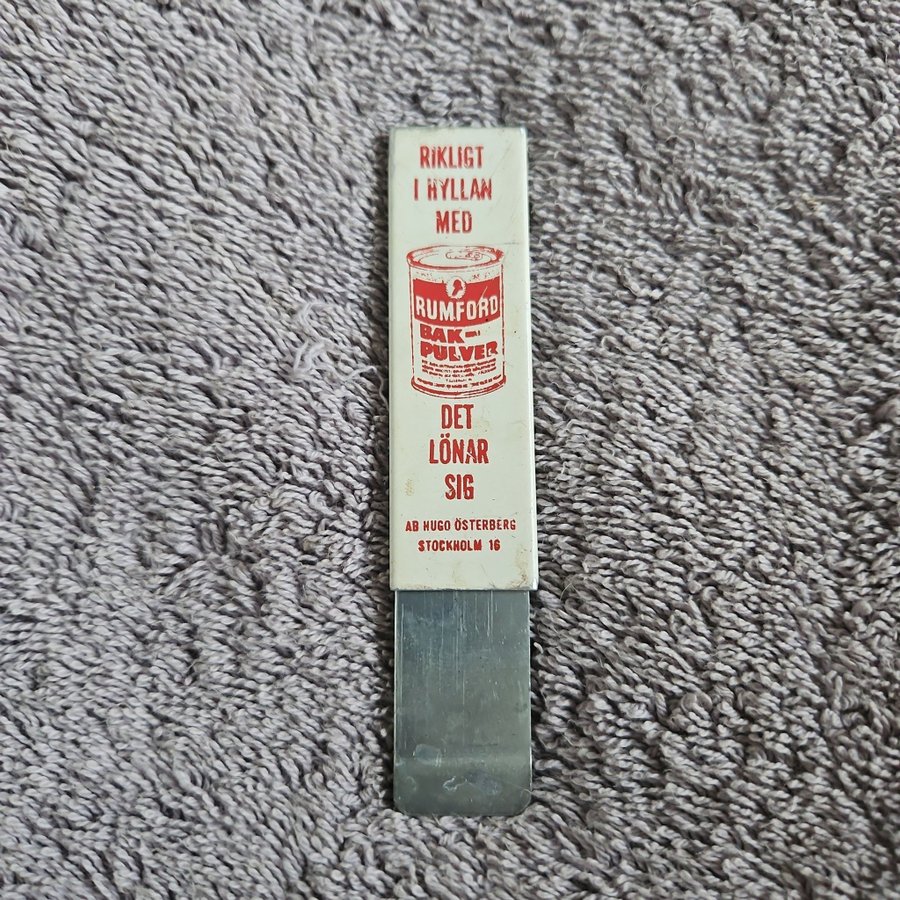 RIKLIGT
I HYLLAN
MED
RUMFORD
BAK-
PULVER
DET
LÖNAR
SIG
AB HUGO ÖSTERBERG
STOCKHOLM 16